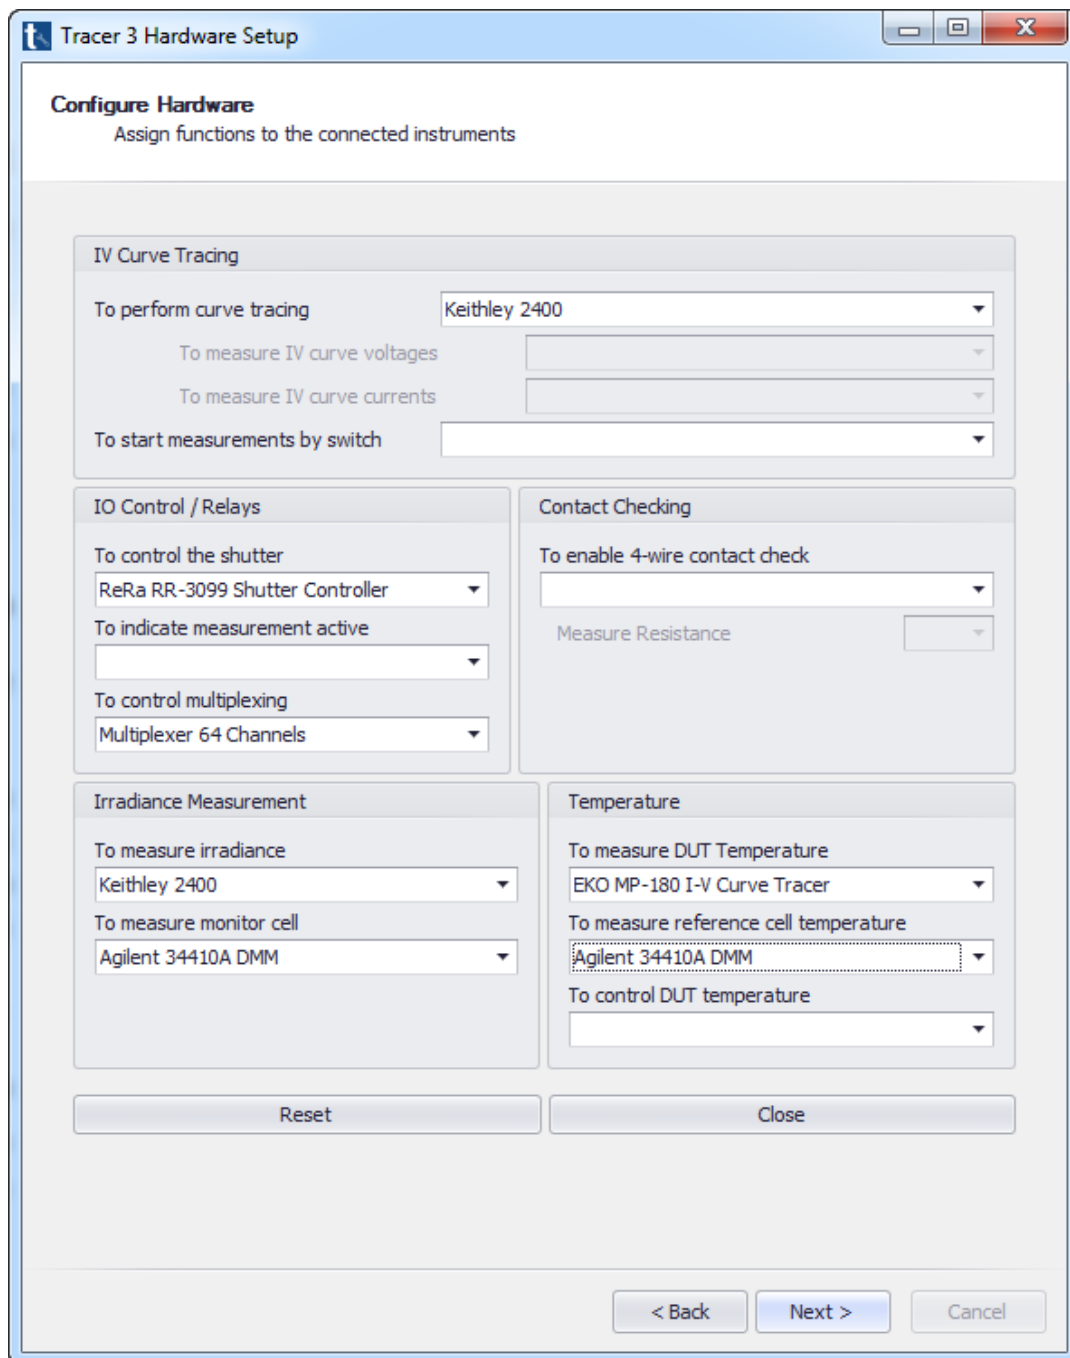 Tracer 3 Hardware Setup
Configure Hardware
Assign functions to the connected instruments
IV Curve Tracing
To perform curve tracing
Keithley 2400
To measure IV curve voltages
To measure IV curve currents
To start measurements by switch
IO Control / Relays
To control the shutter
ReRa RR-3099 Shutter Controller
To indicate measurement active
To control multiplexing
Multiplexer 64 Channels
Contact Checking
To enable 4-wire contact check
Measure Resistance
Irradiance Measurement
To measure irradiance
Keithley 2400
To measure monitor cell
Agilent 34410A DMM
Temperature
To measure DUT Temperature
EKO MP-180 I-V Curve Tracer
To measure reference cell temperature
Agilent 34410A DMM
To control DUT temperature
Reset
Close
< Back
Next >
Cancel